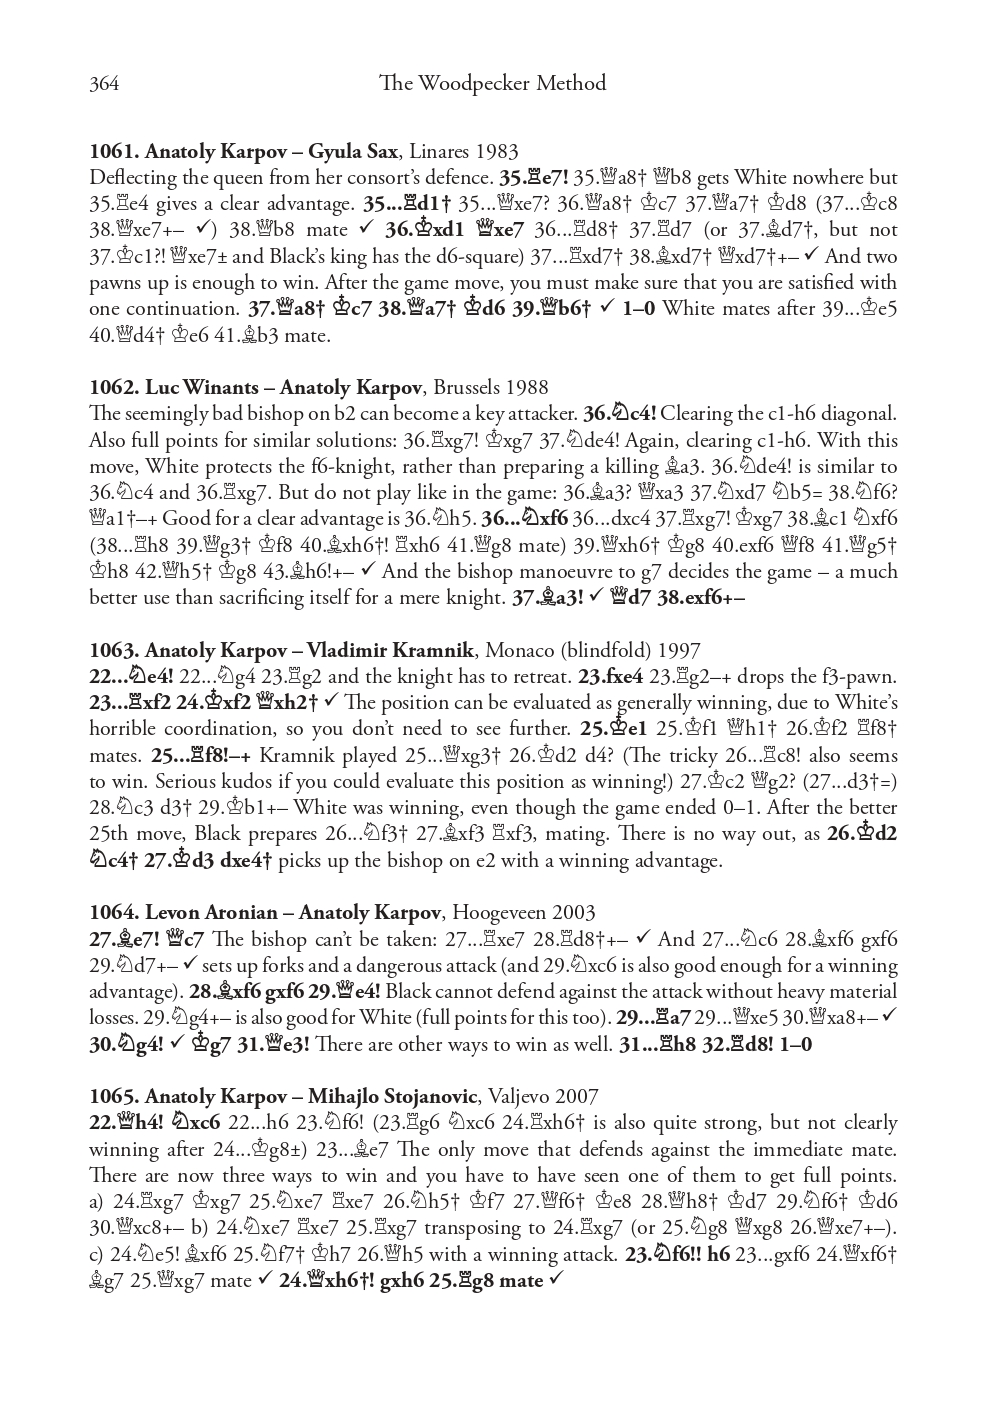 364
The Woodpecker Method
1061. Anatoly Karpov – Gyula Sax, Linares 1983
Deflecting the queen from her consort’s defence. 35.♖e7! 35.♕a8† ♕b8 gets White nowhere but
35.♖e4 gives a clear advantage. 35...♖d1† 35...♕xe7? 36.♕a8† ♔c7 37.♕a7† ♔d8 (37...♔c8
38.♕xe7+– ✓) 38.♕b8 mate ✓ 36.♔xd1 ♕xe7 36...♖d8† 37.♖d7 (or 37.♗d7†, but not
37.♔c1?! ♕xe7± and Black’s king has the d6-square) 37...♖xd7† 38.♗xd7† ♕xd7†+– ✓ And two
pawns up is enough to win. After the game move, you must make sure that you are satisfied with
one continuation. 37.♕a8† ♔c7 38.♕a7† ♔d6 39.♕b6† ✓ 1–0 White mates after 39...♔e5
40.♕d4† ♔e6 41.♗b3 mate.
1062. Luc Winants – Anatoly Karpov, Brussels 1988
The seemingly bad bishop on b2 can become a key attacker. 36.♘c4! Clearing the c1-h6 diagonal.
Also full points for similar solutions: 36.♖xg7! ♔xg7 37.♘de4! Again, clearing c1-h6. With this
move, White protects the f6-knight, rather than preparing a killing ♗a3. 36.♘de4! is similar to
36.♘c4 and 36.♖xg7. But do not play like in the game: 36.♗a3? ♕xa3 37.♘xd7 ♘b5= 38.♘f6?
♕a1†–+ Good for a clear advantage is 36.♘h5. 36...♘xf6 36...dxc4 37.♖xg7! ♔xg7 38.♗c1 ♘xf6
(38...♖h8 39.♕g3† ♔f8 40.♗xh6†! ♖xh6 41.♕g8 mate) 39.♕xh6† ♔g8 40.exf6 ♕f8 41.♕g5†
♔h8 42.♕h5† ♔g8 43.♗h6!+– ✓ And the bishop manoeuvre to g7 decides the game – a much
better use than sacrificing itself for a mere knight. 37.♗a3! ✓ ♕d7 38.exf6+–
1063. Anatoly Karpov – Vladimir Kramnik, Monaco (blindfold) 1997
22...♘e4! 22...♘g4 23.♖g2 and the knight has to retreat. 23.fxe4 23.♖g2–+ drops the f3-pawn.
23...♖xf2 24.♔xf2 ♕xh2† ✓ The position can be evaluated as generally winning, due to White’s
horrible coordination, so you don’t need to see further. 25.♔e1 25.♔f1 ♕h1† 26.♔f2 ♖f8†
mates. 25...♖f8!–+ Kramnik played 25...♕xg3† 26.♔d2 d4? (The tricky 26...♖c8! also seems
to win. Serious kudos if you could evaluate this position as winning!) 27.♔c2 ♕g2? (27...d3†=)
28.♘c3 d3† 29.♔b1+– White was winning, even though the game ended 0–1. After the better
25th move, Black prepares 26...♘f3† 27.♗xf3 ♖xf3, mating. There is no way out, as 26.♔d2
♘c4† 27.♔d3 dxe4† picks up the bishop on e2 with a winning advantage.
1064. Levon Aronian – Anatoly Karpov, Hoogeveen 2003
27.♗e7! ♕c7 The bishop can’t be taken: 27...♖xe7 28.♖d8†+– ✓ And 27...♘c6 28.♗xf6 gxf6
29.♘d7+– ✓ sets up forks and a dangerous attack (and 29.♘xc6 is also good enough for a winning
advantage). 28.♗xf6 gxf6 29.♕e4! Black cannot defend against the attack without heavy material
losses. 29.♘g4+– is also good for White (full points for this too). 29...♖a7 29...♕xe5 30.♕xa8+– ✓
30.♘g4! ✓ ♔g7 31.♕e3! There are other ways to win as well. 31...♖h8 32.♖d8! 1–0
1065. Anatoly Karpov – Mihajlo Stojanovic, Valjevo 2007
22.♕h4! ♘xc6 22...h6 23.♘f6! (23.♖g6 ♘xc6 24.♖xh6† is also quite strong, but not clearly
winning after 24...♔g8±) 23...♗e7 The only move that defends against the immediate mate.
There are now three ways to win and you have to have seen one of them to get full points.
a) 24.♖xg7 ♔xg7 25.♘xe7 ♖xe7 26.♘h5† ♔f7 27.♕f6† ♔e8 28.♕h8† ♔d7 29.♘f6† ♔d6
30.♕xc8+– b) 24.♘xe7 ♖xe7 25.♖xg7 transposing to 24.♖xg7 (or 25.♘g8 ♕xg8 26.♕xe7+–).
c) 24.♘e5! ♗xf6 25.♘f7† ♔h7 26.♕h5 with a winning attack. 23.♘f6!! h6 23...gxf6 24.♕xf6†
♗g7 25.♕xg7 mate ✓ 24.♕xh6†! gxh6 25.♖g8 mate ✓